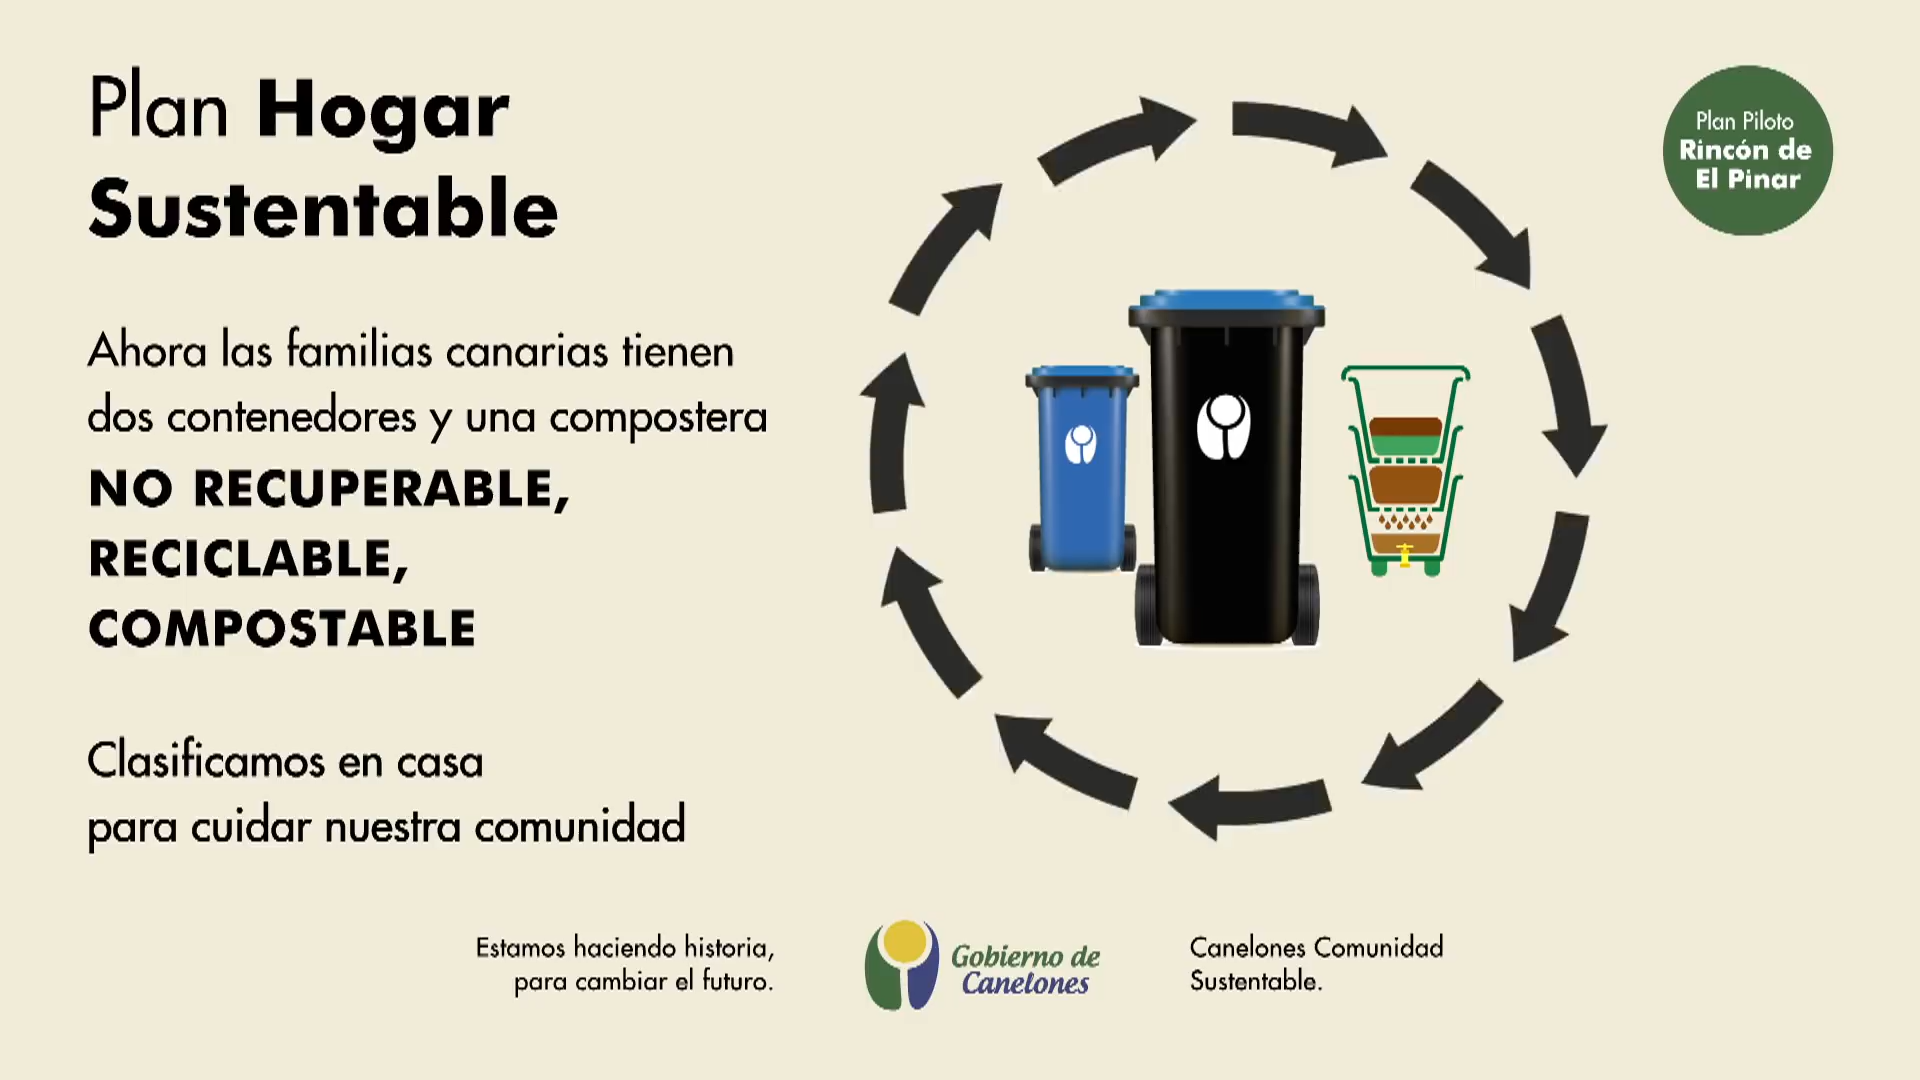 Plan Hogar
Sustentable
Plan Piloto
Rincón de
El Pinar
Ahora las familias canarias tienen
dos contenedores y una compostera
NO RECUPERABLE,
RECICLABLE,
COMPOSTABLE
Clasificamos en casa
para cuidar nuestra comunidad
Estamos haciendo historia,
para cambiar el futuro.
Gobierno de
Canelones
Canelones Comunidad
Sustentable.